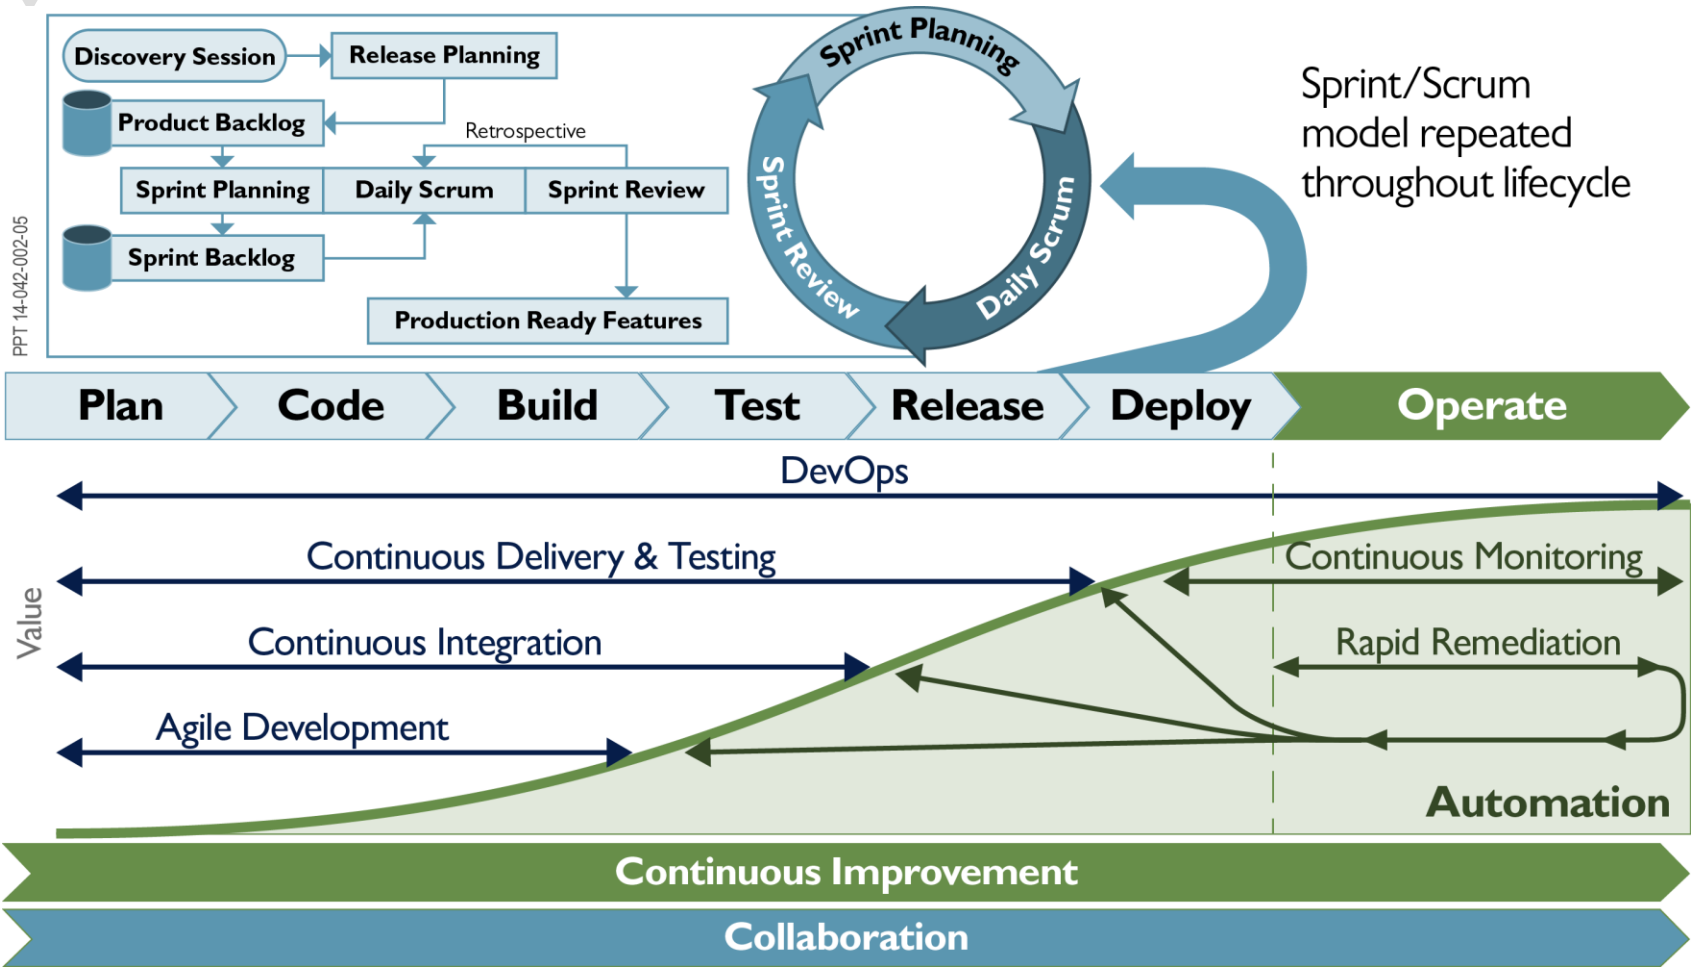 Discovery Session
Release Planning
Product Backlog
Retrospective
Sprint Planning
Daily Scrum
Sprint Review
Sprint Backlog
Production Ready Features
PPT 14-042-002-05
Sprint Planning
Daily Scrum
Sprint Review
Sprint/Scrum
model repeated
throughout lifecycle
Plan
Code
Build
Test
Release
Deploy
Operate
DevOps
Continuous Delivery & Testing
Continuous Monitoring
Value
Continuous Integration
Rapid Remediation
Agile Development
Automation
Continuous Improvement
Collaboration